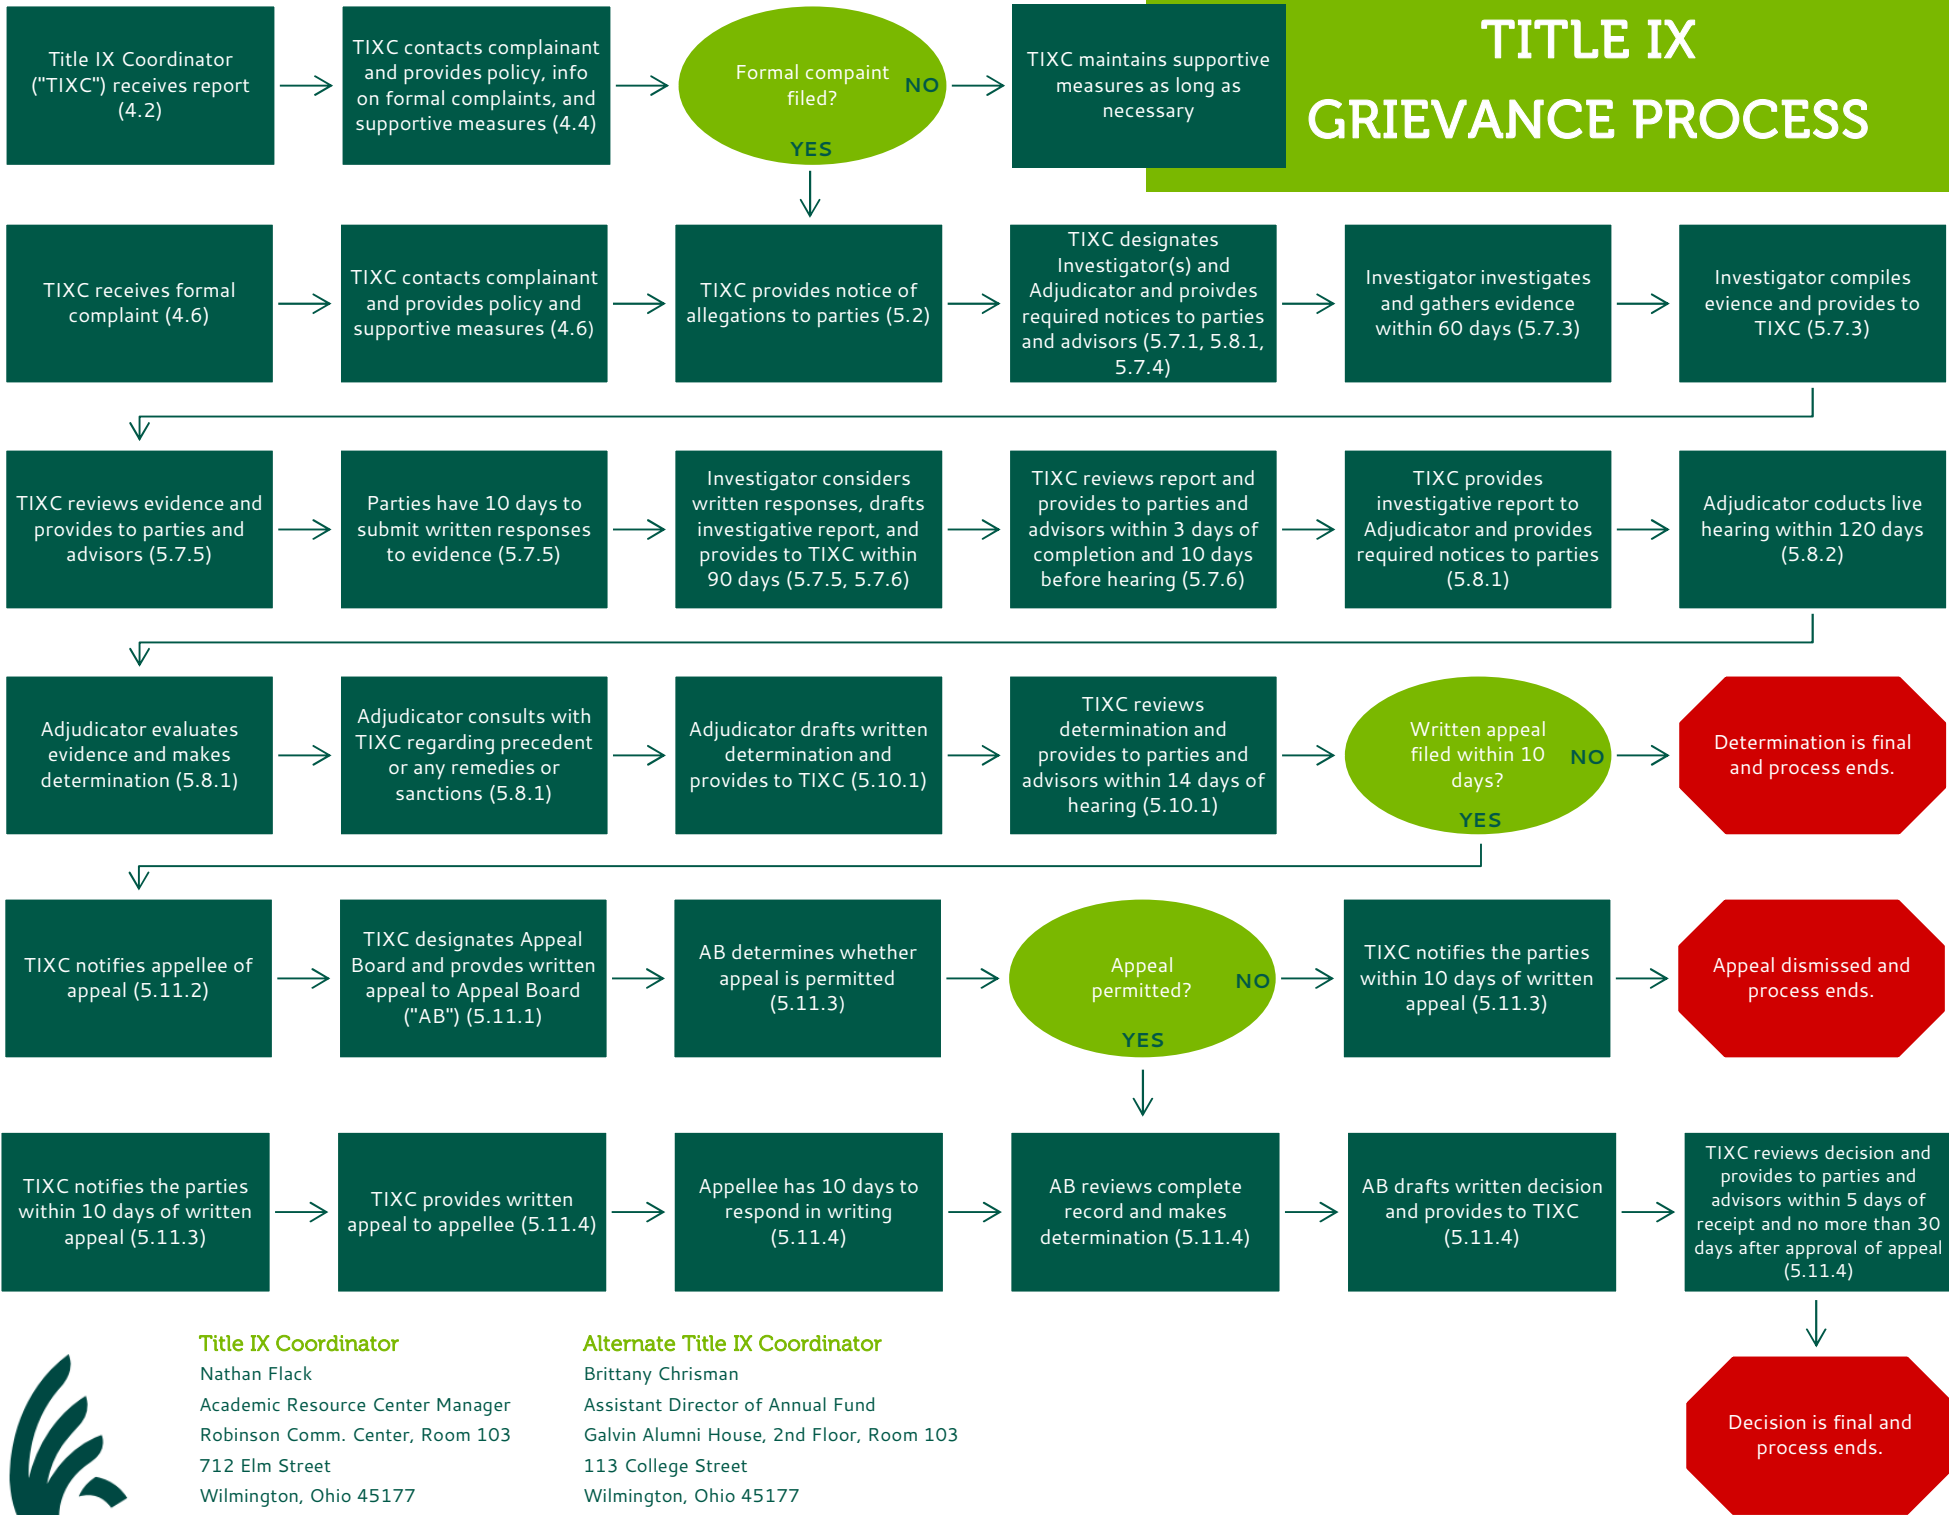 TITLE IX
GRIEVANCE PROCESS
Title IX Coordinator
("TIXC") receives report
(4.2)
TIXC contacts complainant
and provides policy, info
on formal complaints, and
supportive measures (4.4)
Formal compaint
filed?
NO
YES
TIXC maintains supportive
measures as long as
necessary
TIXC receives formal
complaint (4.6)
TIXC contacts complainant
and provides policy and
supportive measures (4.6)
TIXC provides notice of
allegations to parties (5.2)
TIXC designates
Investigator(s) and
Adjudicator and proivdes
required notices to parties
and advisors (5.7.1, 5.8.1,
5.7.4)
Investigator investigates
and gathers evidence
within 60 days (5.7.3)
Investigator compiles
evience and provides to
TIXC (5.7.3)
TIXC reviews evidence and
provides to parties and
advisors (5.7.5)
Parties have 10 days to
submit written responses
to evidence (5.7.5)
Investigator considers
written responses, drafts
investigative report, and
provides to TIXC within
90 days (5.7.5, 5.7.6)
TIXC reviews report and
provides to parties and
advisors within 3 days of
completion and 10 days
before hearing (5.7.6)
TIXC provides
investigative report to
Adjudicator and provides
required notices to parties
(5.8.1)
Adjudicator coducts live
hearing within 120 days
(5.8.2)
Adjudicator evaluates
evidence and makes
determination (5.8.1)
Adjudicator consults with
TIXC regarding precedent
or any remedies or
sanctions (5.8.1)
Adjudicator drafts written
determination and
provides to TIXC (5.10.1)
TIXC reviews
determination and
provides to parties and
advisors within 14 days of
hearing (5.10.1)
Written appeal
filed within 10
days?
NO
YES
Determination is final
and process ends.
TIXC notifies appellee of
appeal (5.11.2)
TIXC designates Appeal
Board and provdes written
appeal to Appeal Board
("AB") (5.11.1)
AB determines whether
appeal is permitted
(5.11.3)
Appeal
permitted?
NO
YES
TIXC notifies the parties
within 10 days of written
appeal (5.11.3)
Appeal dismissed and
process ends.
TIXC notifies the parties
within 10 days of written
appeal (5.11.3)
TIXC provides written
appeal to appellee (5.11.4)
Appellee has 10 days to
respond in writing
(5.11.4)
AB reviews complete
record and makes
determination (5.11.4)
AB drafts written decision
and provides to TIXC
(5.11.4)
TIXC reviews decision and
provides to parties and
advisors within 5 days of
receipt and no more than 30
days after approval of appeal
(5.11.4)
Decision is final and
process ends.
Title IX Coordinator
Nathan Flack
Academic Resource Center Manager
Robinson Comm. Center, Room 103
712 Elm Street
Wilmington, Ohio 45177
Alternate Title IX Coordinator
Brittany Chrisman
Assistant Director of Annual Fund
Galvin Alumni House, 2nd Floor, Room 103
113 College Street
Wilmington, Ohio 45177